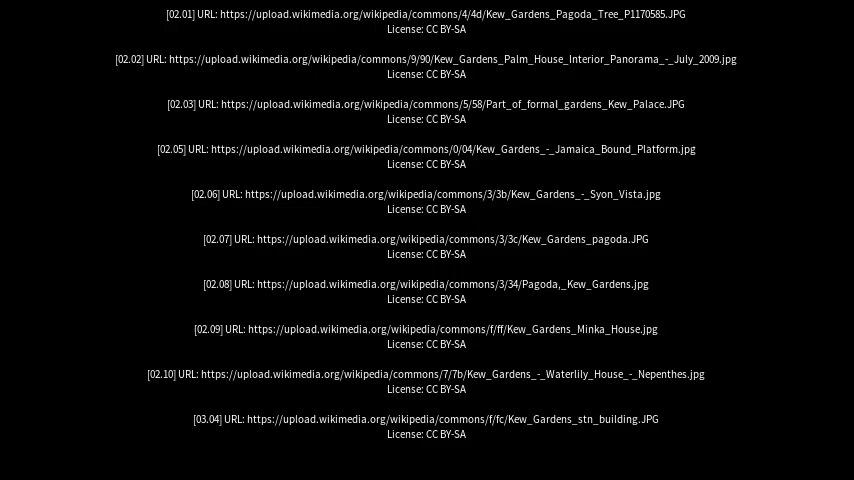 [02.01] URL: https://upload.wikimedia.org/wikipedia/commons/4/4d/Kew_Gardens_Pagoda_Tree_P1170585.JPG
License: CC BY-SA
[02.02] URL: https://upload.wikimedia.org/wikipedia/commons/9/90/Kew_Gardens_Palm_House_Interior_Panorama_-_July_2009.jpg
License: CC BY-SA
[02.03] URL: https://upload.wikimedia.org/wikipedia/commons/5/58/Part_of_formal_gardens_Kew_Palace.JPG
License: CC BY-SA
[02.05] URL: https://upload.wikimedia.org/wikipedia/commons/0/04/Kew_Gardens_-_Jamaica_Bound_Platform.jpg
License: CC BY-SA
[02.06] URL: https://upload.wikimedia.org/wikipedia/commons/3/3b/Kew_Gardens_-_Syon_Vista.jpg
License: CC BY-SA
[02.07] URL: https://upload.wikimedia.org/wikipedia/commons/3/3c/Kew_Gardens_pagoda.JPG
License: CC BY-SA
[02.08] URL: https://upload.wikimedia.org/wikipedia/commons/3/34/Pagoda,_Kew_Gardens.jpg
License: CC BY-SA
[02.09] URL: https://upload.wikimedia.org/wikipedia/commons/f/ff/Kew_Gardens_Minka_House.jpg
License: CC BY-SA
[02.10] URL: https://upload.wikimedia.org/wikipedia/commons/7/7b/Kew_Gardens_-_Waterlily_House_-_Nepenthes.jpg
License: CC BY-SA
[03.04] URL: https://upload.wikimedia.org/wikipedia/commons/f/fc/Kew_Gardens_stn_building.JPG
License: CC BY-SA